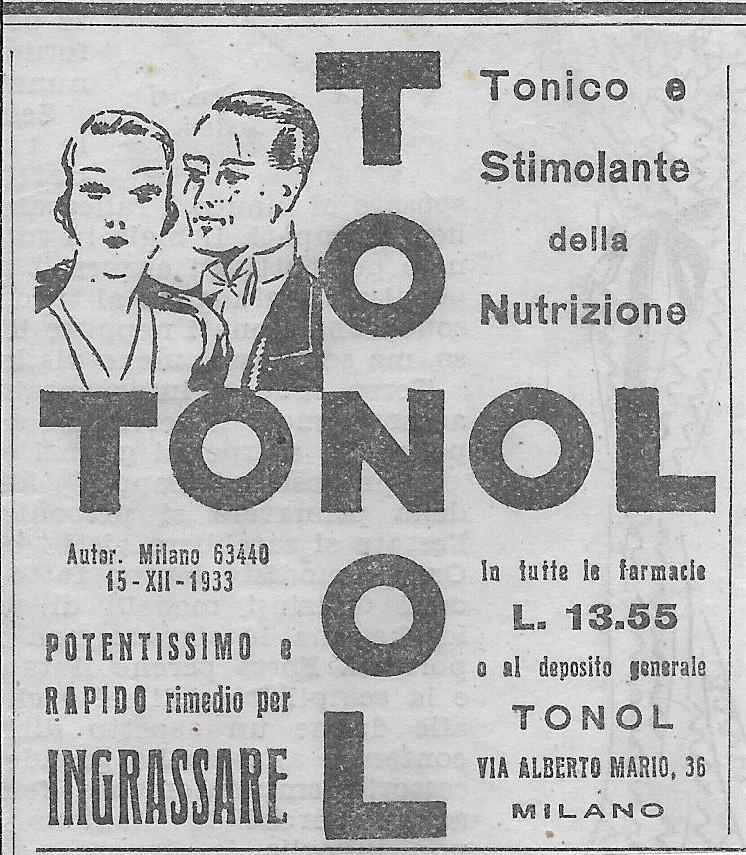 TONOL
Tonico e
Stimolante
della
Nutrizione
TONOL
Autor. Milano 63440
15-XII-1933
POTENTISSIMO e
RAPIDO rimedio per
INGRASSARE
In tutte le farmacie
L. 13.55
o al deposito generale
TONOL
VIA ALBERTO MARIO, 36
MILANO